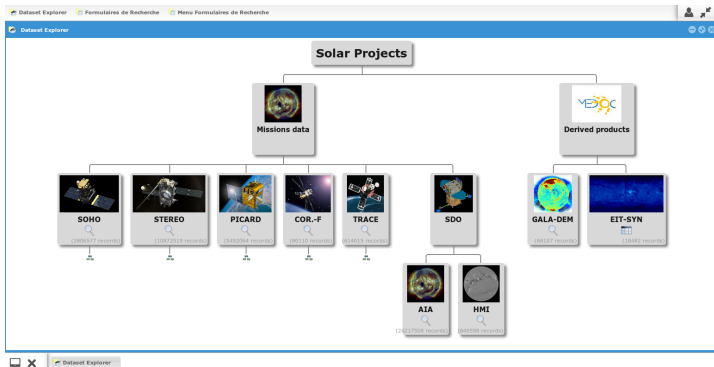 Dataset Explorer Formulaires de Recherche Menu Formulaires de Recherche
Dataset Explorer
Solar Projects
Missions data Derived products
SOHO STEREO PICARD COR.-F TRACE SDO GALA-DEM EIT-SYN
AIA HMI
Dataset Explorer